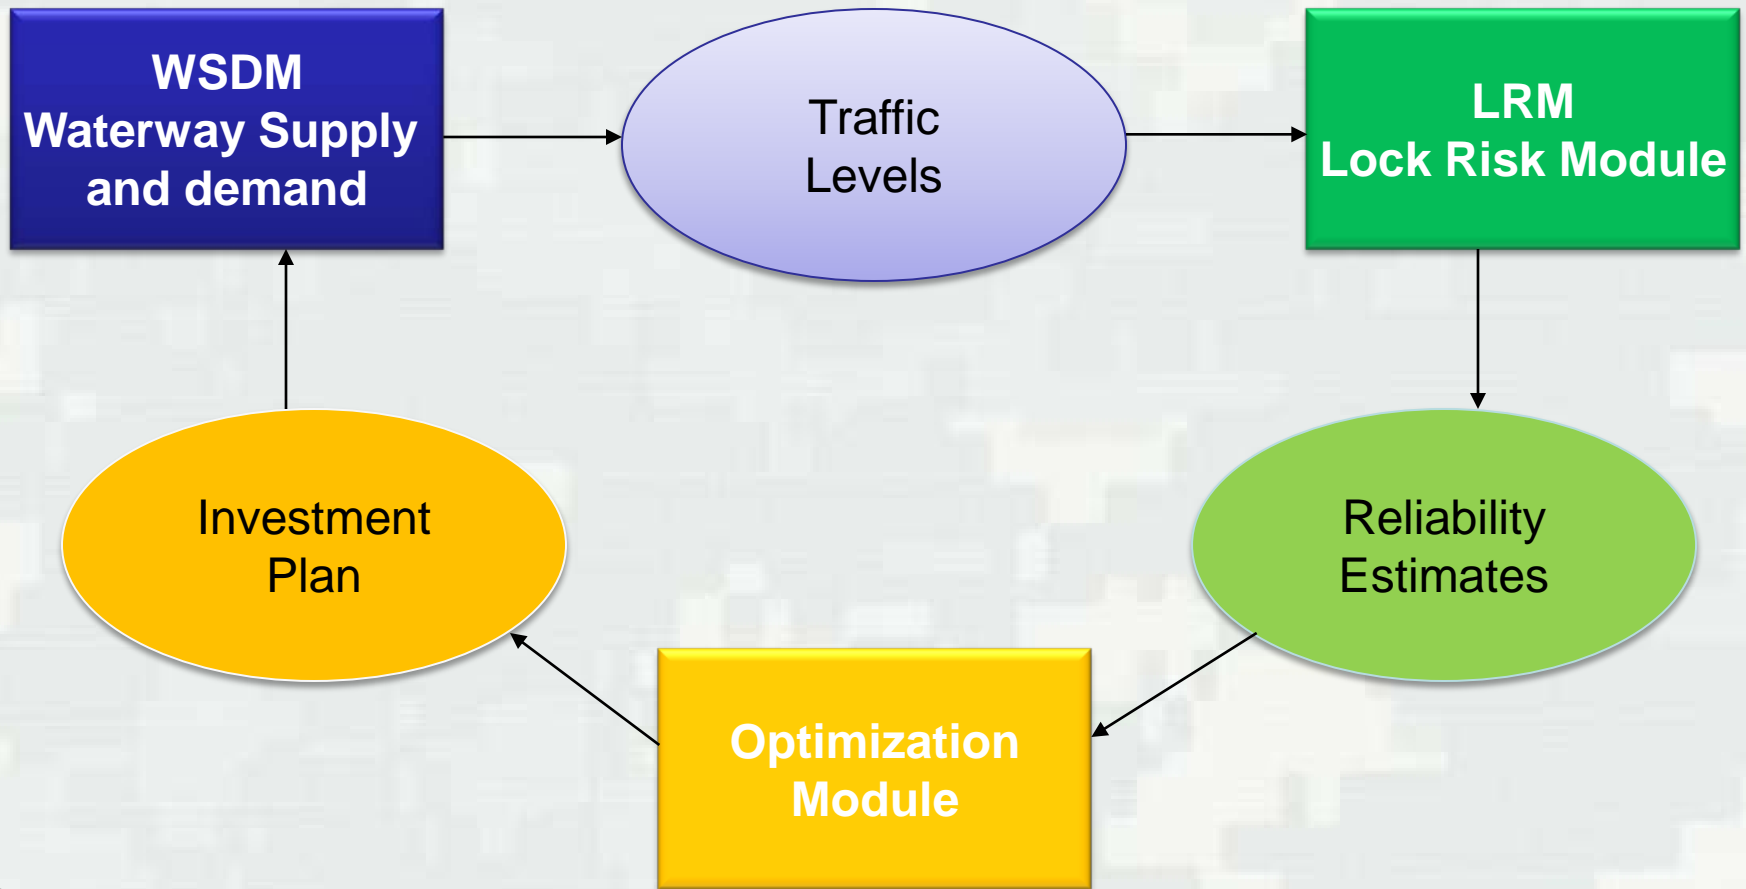 WSDM
Waterway Supply
and demand
Traffic
Levels
LRM
Lock Risk Module
Investment
Plan
Reliability
Estimates
Optimization
Module